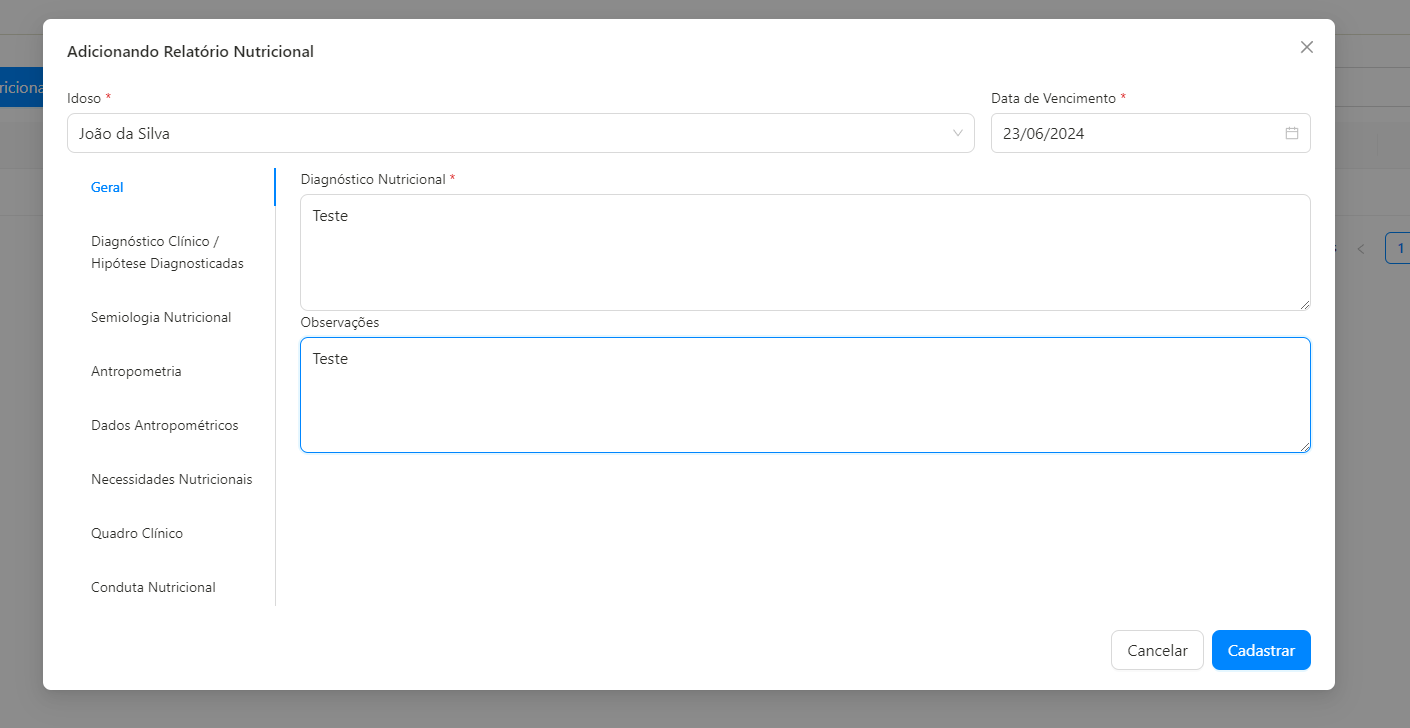 Adicionando Relatório Nutricional
Idoso *
Data de Vencimento *
João da Silva
23/06/2024
Geral
Diagnóstico Clínico /
Hipótese Diagnosticadas
Semiologia Nutricional
Antropometria
Dados Antropométricos
Necessidades Nutricionais
Quadro Clínico
Conduta Nutricional
Diagnóstico Nutricional *
Teste
Observações
Teste
1
Cancelar
Cadastrar